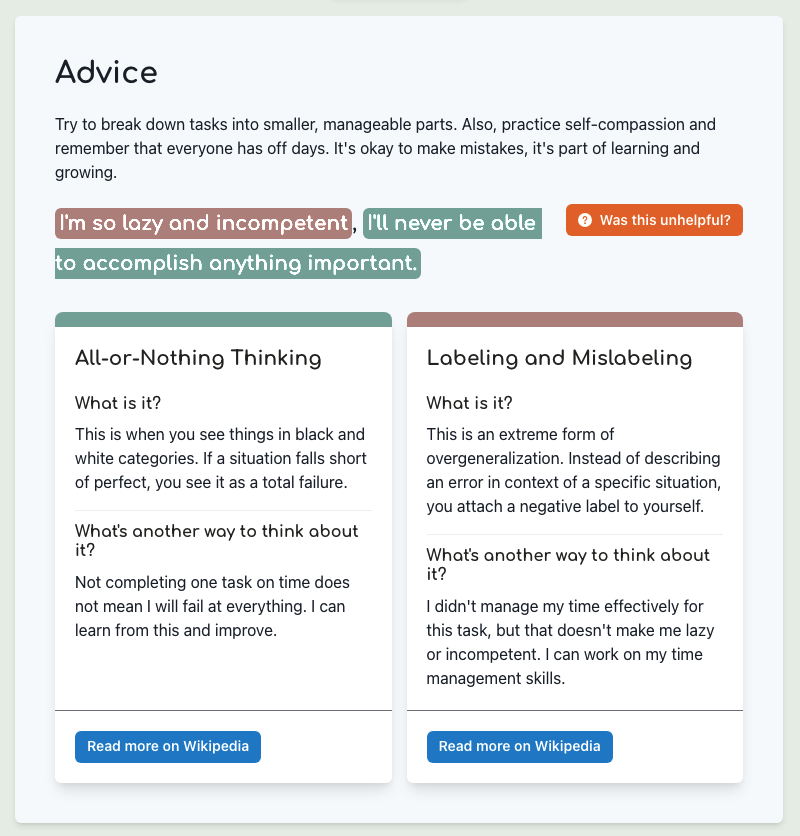 Advice
Try to break down tasks into smaller, manageable parts. Also, practice self-compassion and
remember that everyone has off days. It's okay to make mistakes, it's part of learning and
growing.
I'm so lazy and incompetent, I'll never be able
to accomplish anything important.
Was this unhelpful?
All-or-Nothing Thinking
What is it?
This is when you see things in black and
white categories. If a situation falls short
of perfect, you see it as a total failure.
What's another way to think about
it?
Not completing one task on time does
not mean I will fail at everything. I can
learn from this and improve.
Read more on Wikipedia
Labeling and Mislabeling
What is it?
This is an extreme form of
overgeneralization. Instead of describing
an error in context of a specific situation,
you attach a negative label to yourself.
What's another way to think about
it?
I didn't manage my time effectively for
this task, but that doesn't make me lazy
or incompetent. I can work on my time
management skills.
Read more on Wikipedia